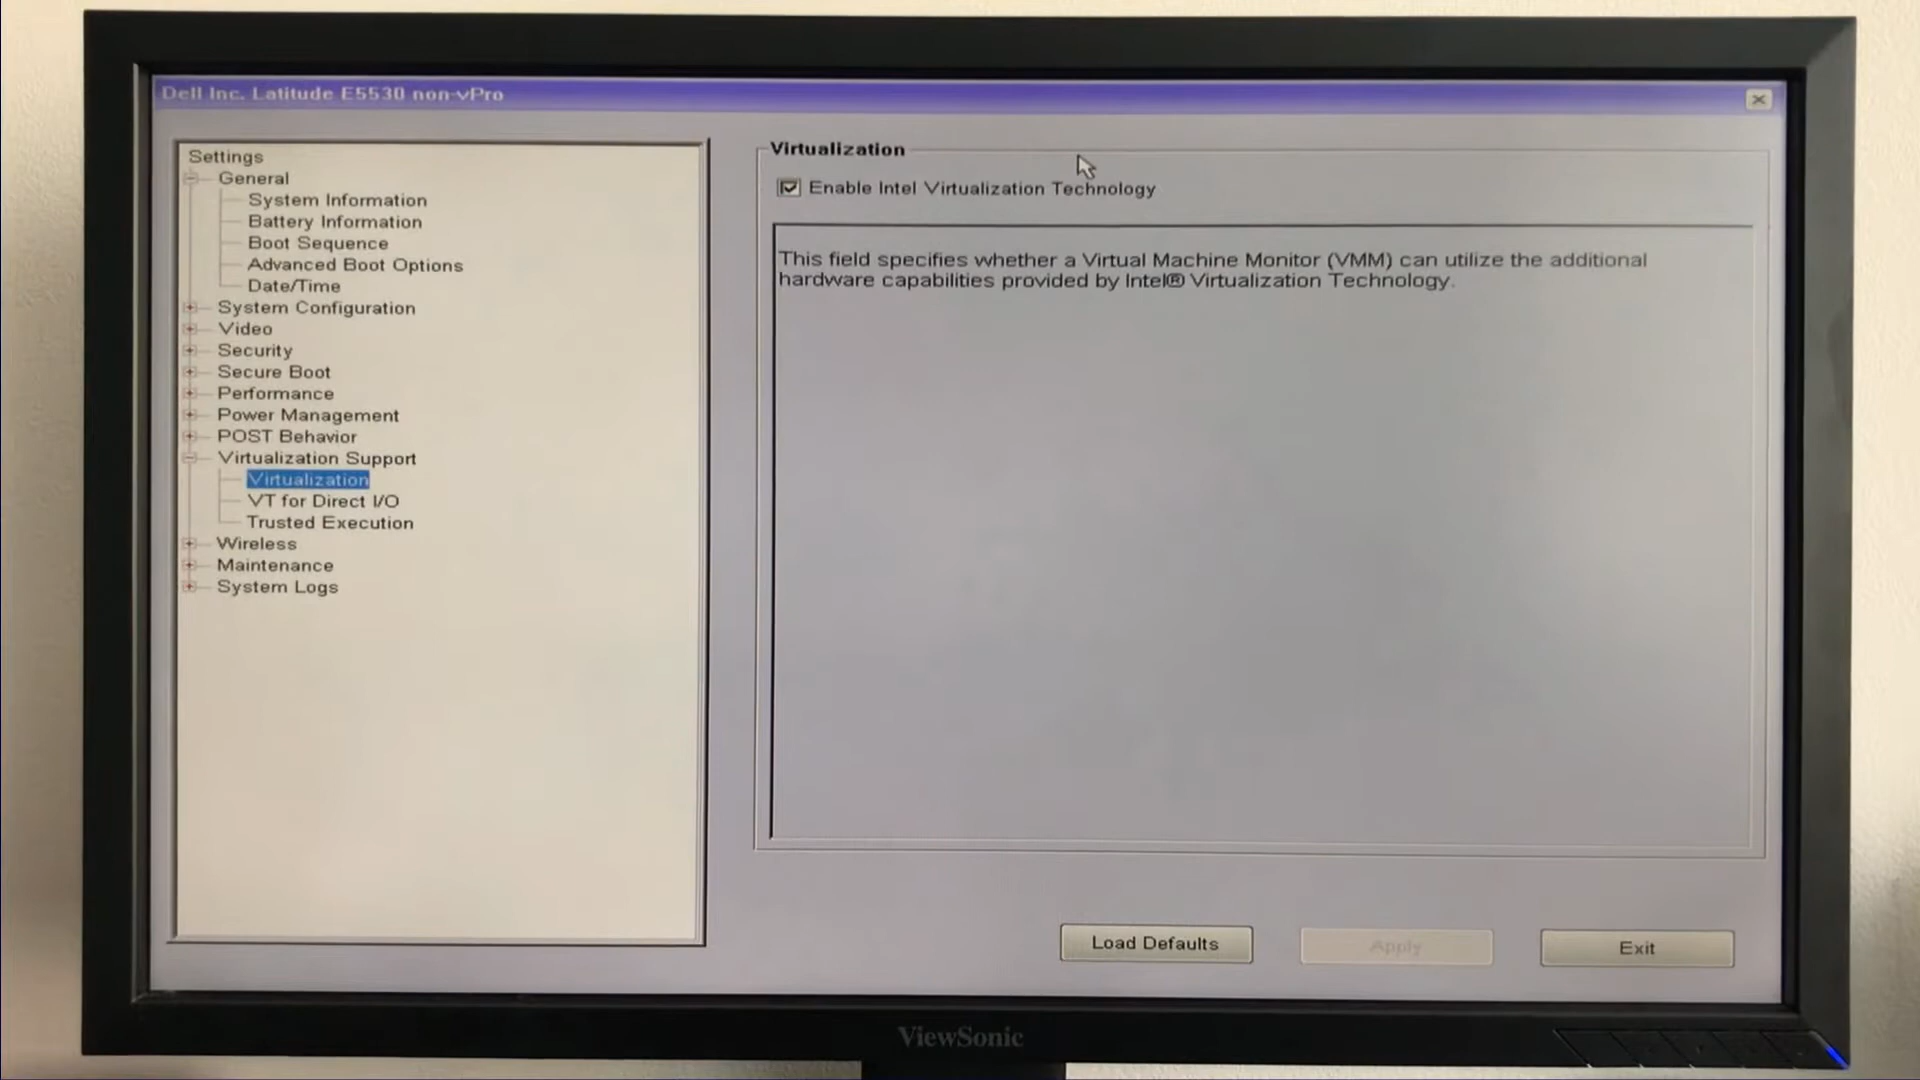 Dell Inc. Latitude E5530 non-vPro
Settings
General
System Information
Battery Information
Boot Sequence
Advanced Boot Options
Date/Time
System Configuration
Video
Security
Secure Boot
Performance
Power Management
POST Behavior
Virtualization Support
Virtualization
VT for Direct I/O
Trusted Execution
Wireless
Maintenance
System Logs
Virtualization
Enable Intel Virtualization Technology
This field specifies whether a Virtual Machine Monitor (VMM) can utilize the additional
hardware capabilities provided by Intel® Virtualization Technology.
Load Defaults
Apply
Exit
ViewSonic